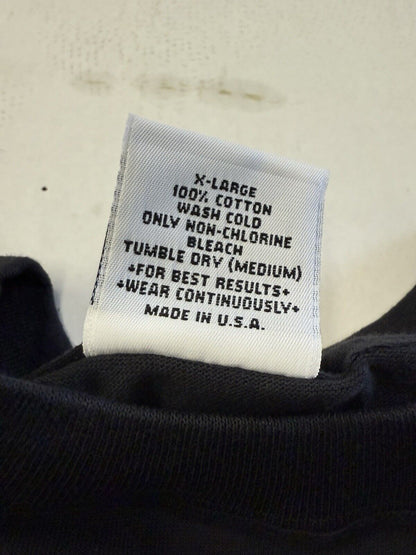 X-LARGE
100% COTTON
WASH COLD
ONLY NON-CHLORINE
BLEACH
TUMBLE DRY (MEDIUM)
+FOR BEST RESULTS+
+WEAR CONTINUOUSLY+
MADE IN U.S.A.